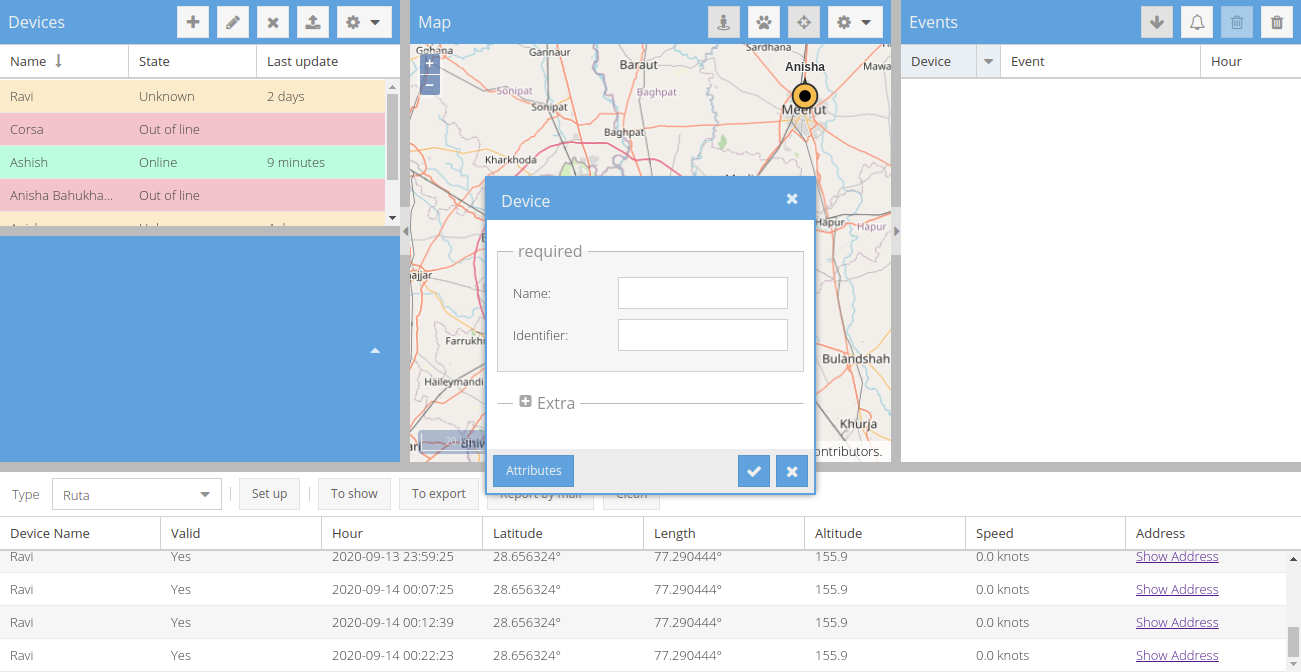 Devices
Map
Events
Name
State
Last update
Ravi
Unknown
2 days
Corsa
Out of line
Ashish
Online
9 minutes
Anisha Bahukha...
Out of line
Gannaur
Sardhana
Baraut
Anisha
Mawa
Sonipat
Baghpat
Sonipat
Meerut
Baghpat
Kharkhoda
Hapur
Hapur
ajjar
Farrukh
Bulandshah
Haileymandi
Khurja
Bhiv
ontributors.
+
−
Device
Event
Hour
Device
required
Name:
Identifier:
Extra
Attributes
Type
Ruta
Set up
To show
To export
Report by mail
Clean
Device Name
Valid
Hour
Latitude
Length
Altitude
Speed
Address
Ravi
Yes
2020-09-13 23:59:25
28.656324°
77.290444°
155.9
0.0 knots
Show Address
Ravi
Yes
2020-09-14 00:07:25
28.656324°
77.290444°
155.9
0.0 knots
Show Address
Ravi
Yes
2020-09-14 00:12:39
28.656324°
77.290444°
155.9
0.0 knots
Show Address
Ravi
Yes
2020-09-14 00:22:23
28.656324°
77.290444°
155.9
0.0 knots
Show Address